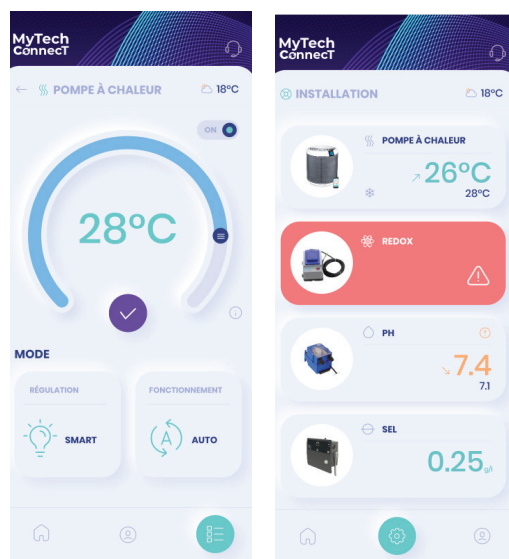 MyTech
ConnecT
← POMPE À CHALEUR 18°C
ON
28°C
MODE
RÉGULATION
SMART
FONCTIONNEMENT
A
AUTO
MyTech
ConnecT
INSTALLATION 18°C
POMPE À CHALEUR
↗26°C
28°C
REDOX
PH
↘7.4
7.1
SEL
0.25 g/l